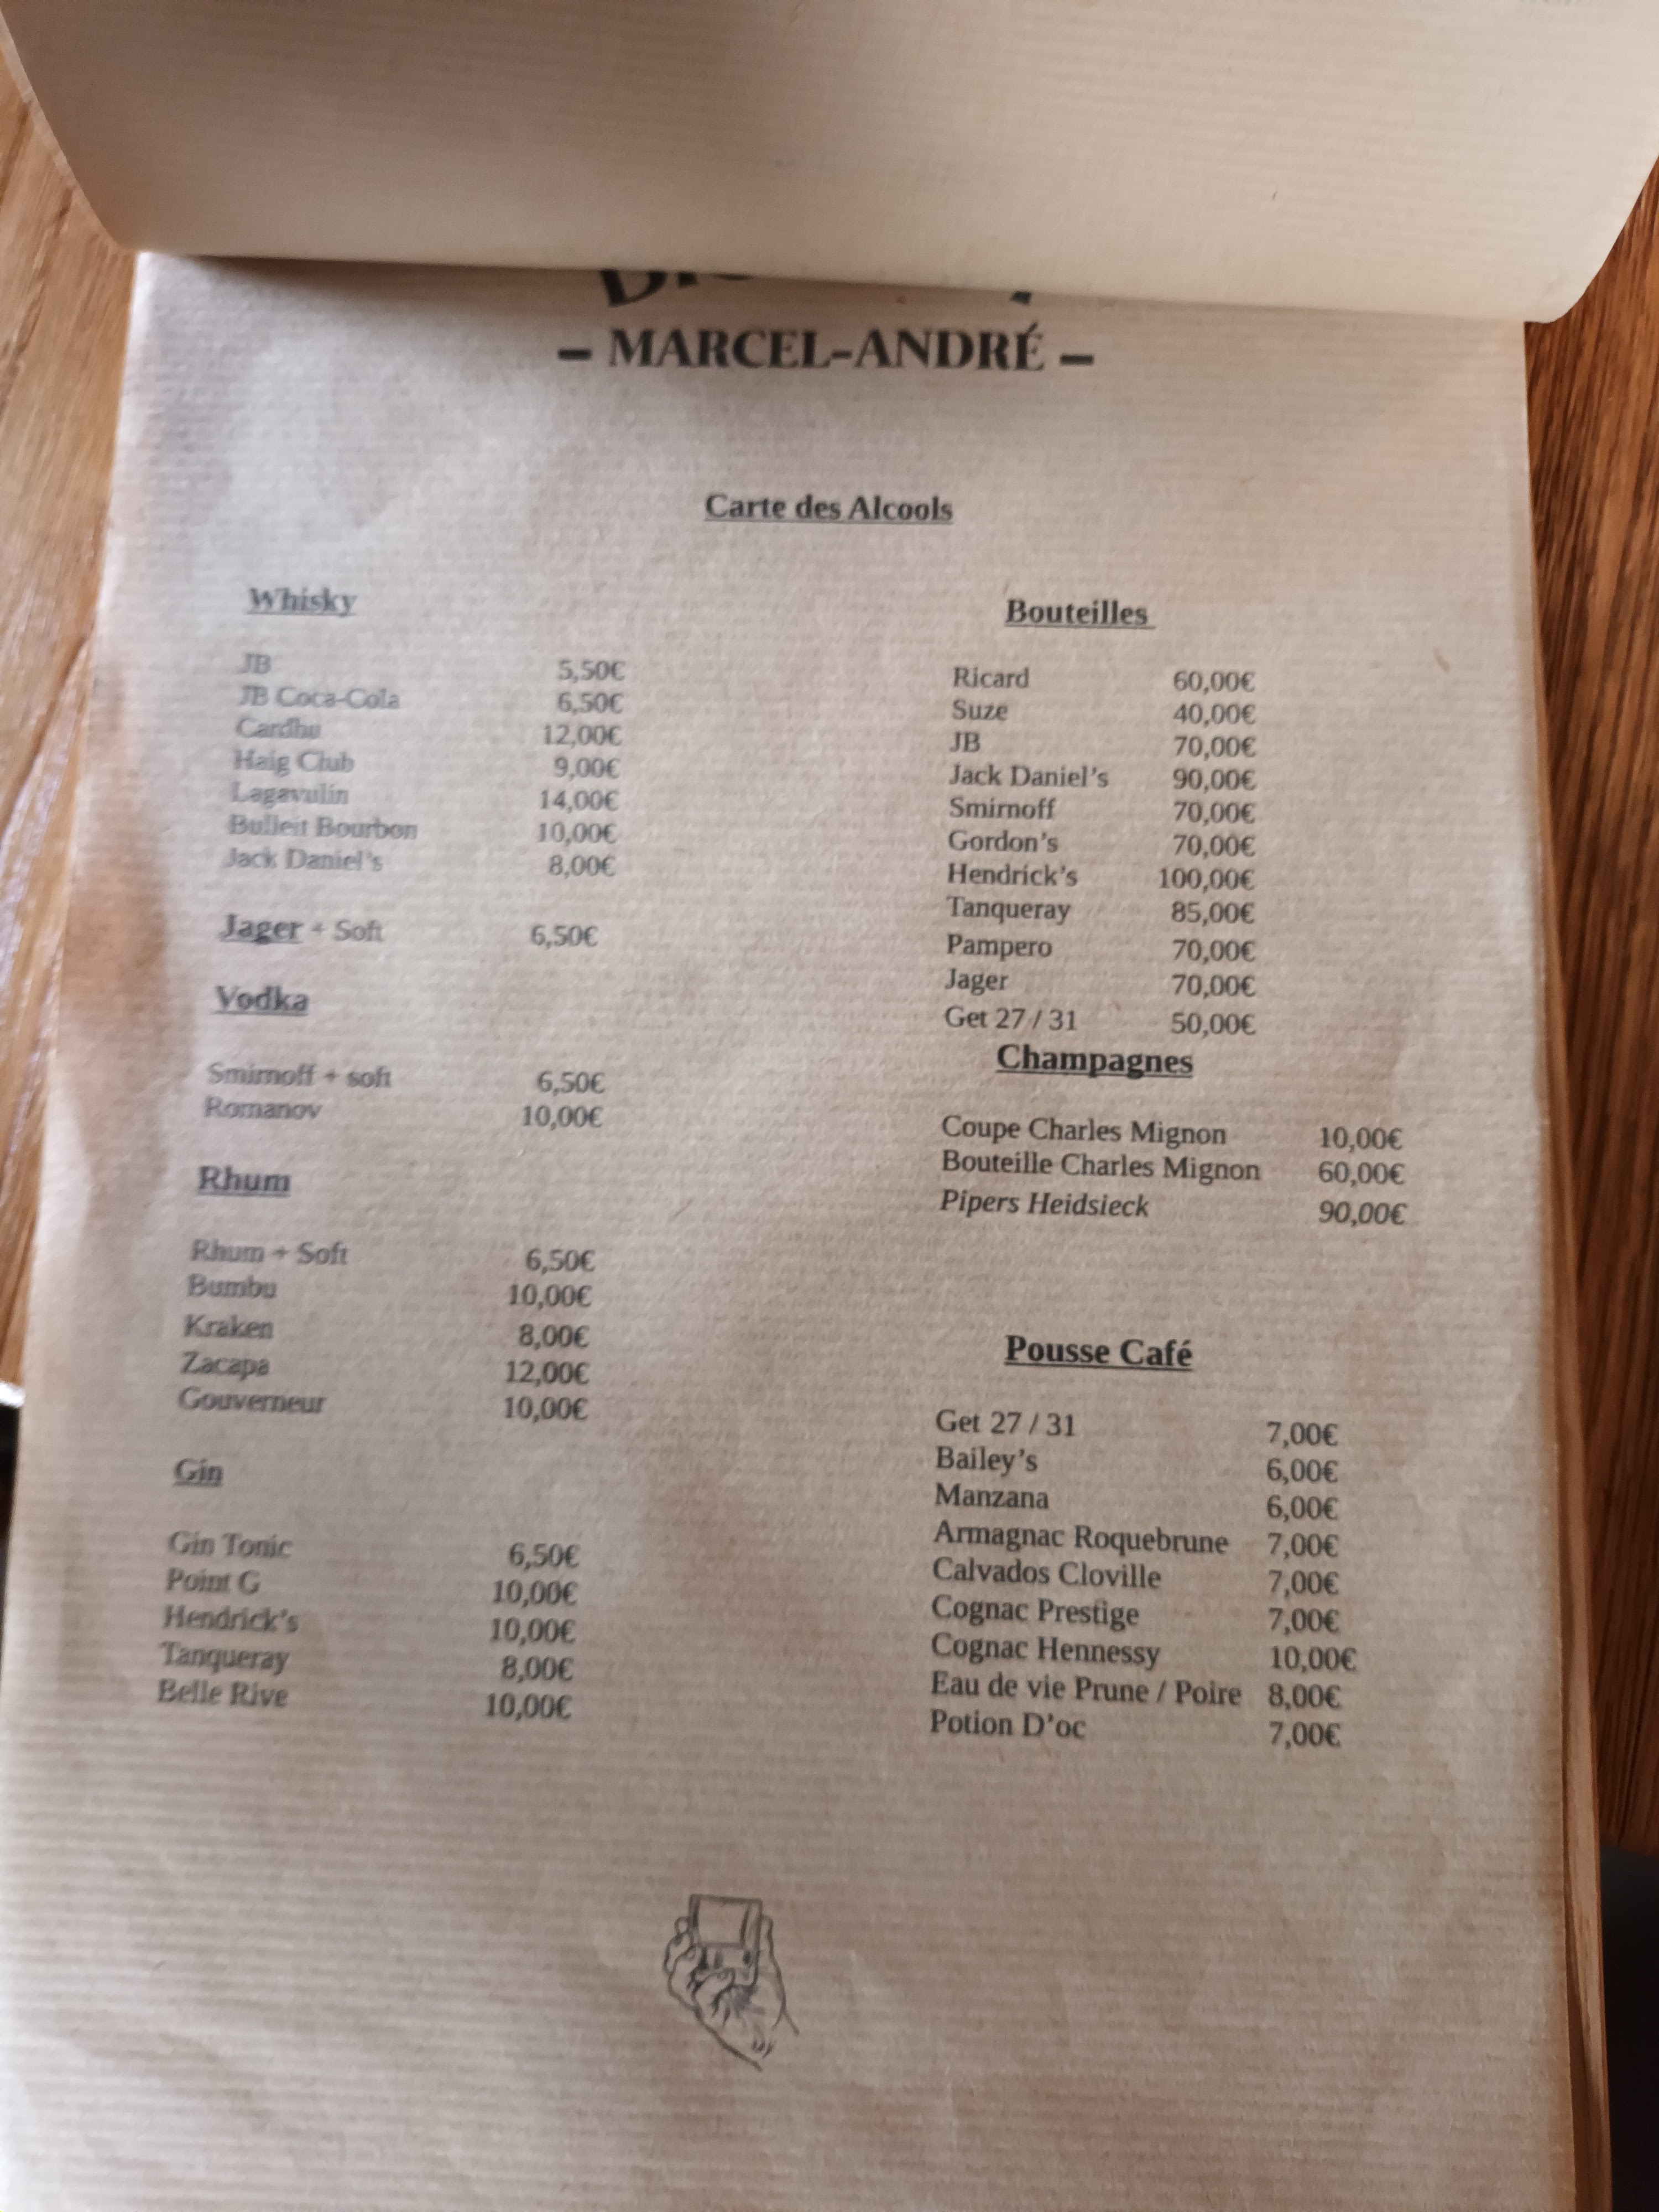 – MARCEL-ANDRÉ –
Carte des Alcools
Whisky
JB 5,50€
JB Coca-Cola 6,50€
Cardhu 12,00€
Haig Club 9,00€
Lagavulin 14,00€
Bulleit Bourbon 10,00€
Jack Daniel's 8,00€
Jager + Soft 6,50€
Vodka
Smirnoff + soft 6,50€
Romanov 10,00€
Rhum
Rhum + Soft 6,50€
Bumbu 10,00€
Kraken 8,00€
Zacapa 12,00€
Gouverneur 10,00€
Gin
Gin Tonic 6,50€
Point G 10,00€
Hendrick's 10,00€
Tanqueray 8,00€
Belle Rive 10,00€
Bouteilles
Ricard 60,00€
Suze 40,00€
JB 70,00€
Jack Daniel's 90,00€
Smirnoff 70,00€
Gordon's 70,00€
Hendrick's 100,00€
Tanqueray 85,00€
Pampero 70,00€
Jager 70,00€
Get 27 / 31 50,00€
Champagnes
Coupe Charles Mignon 10,00€
Bouteille Charles Mignon 60,00€
Pipers Heidsieck 90,00€
Pousse Café
Get 27 / 31 7,00€
Bailey's 6,00€
Manzana 6,00€
Armagnac Roquebrune 7,00€
Calvados Cloville 7,00€
Cognac Prestige 7,00€
Cognac Hennessy 10,00€
Eau de vie Prune / Poire 8,00€
Potion D'oc 7,00€